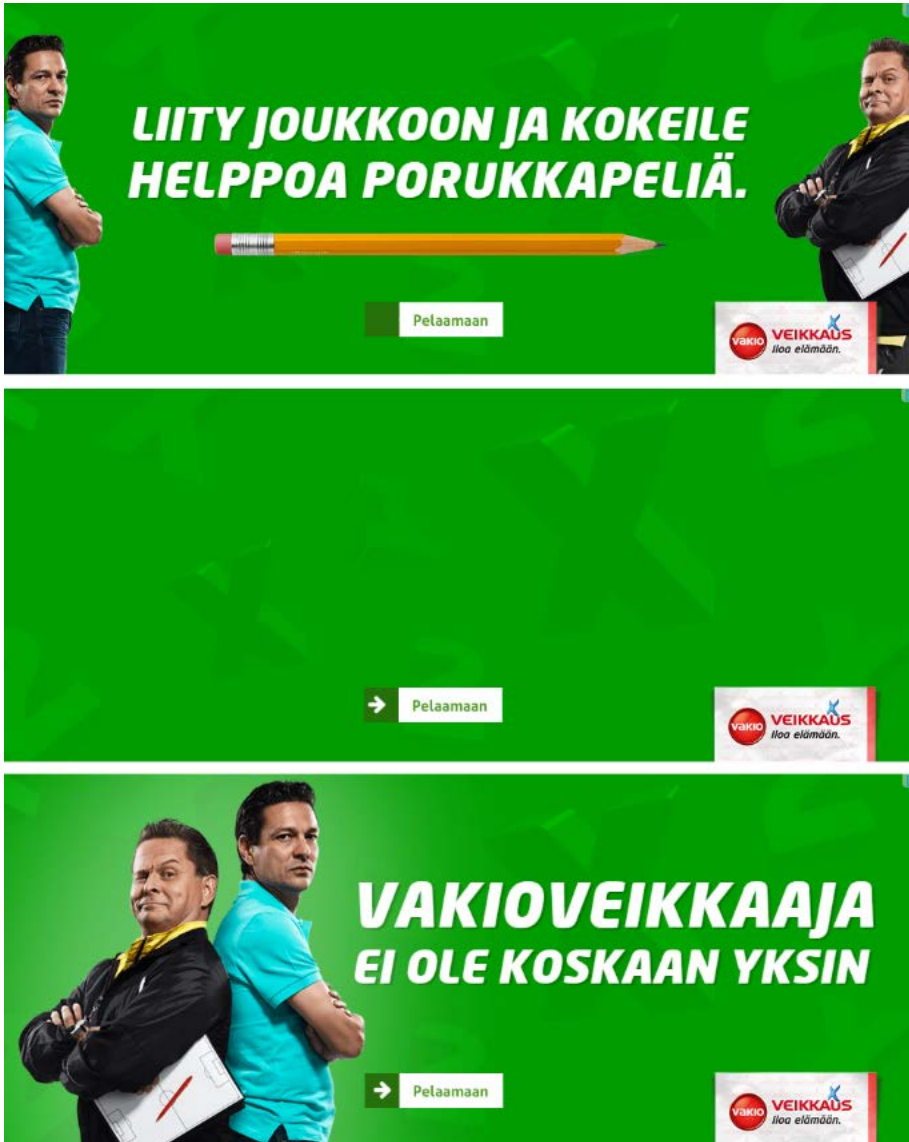 LIITY JOUKKOON JA KOKEILE
HELPPOA PORUKKAPELIÄ.
Pelaamaan
VAKIO VEIKKAUS
Iloa elämään.
Pelaamaan
VAKIO VEIKKAUS
Iloa elämään.
VAKIOVEIKKAAJA
EI OLE KOSKAAN YKSIN
Pelaamaan
VAKIO VEIKKAUS
Iloa elämään.